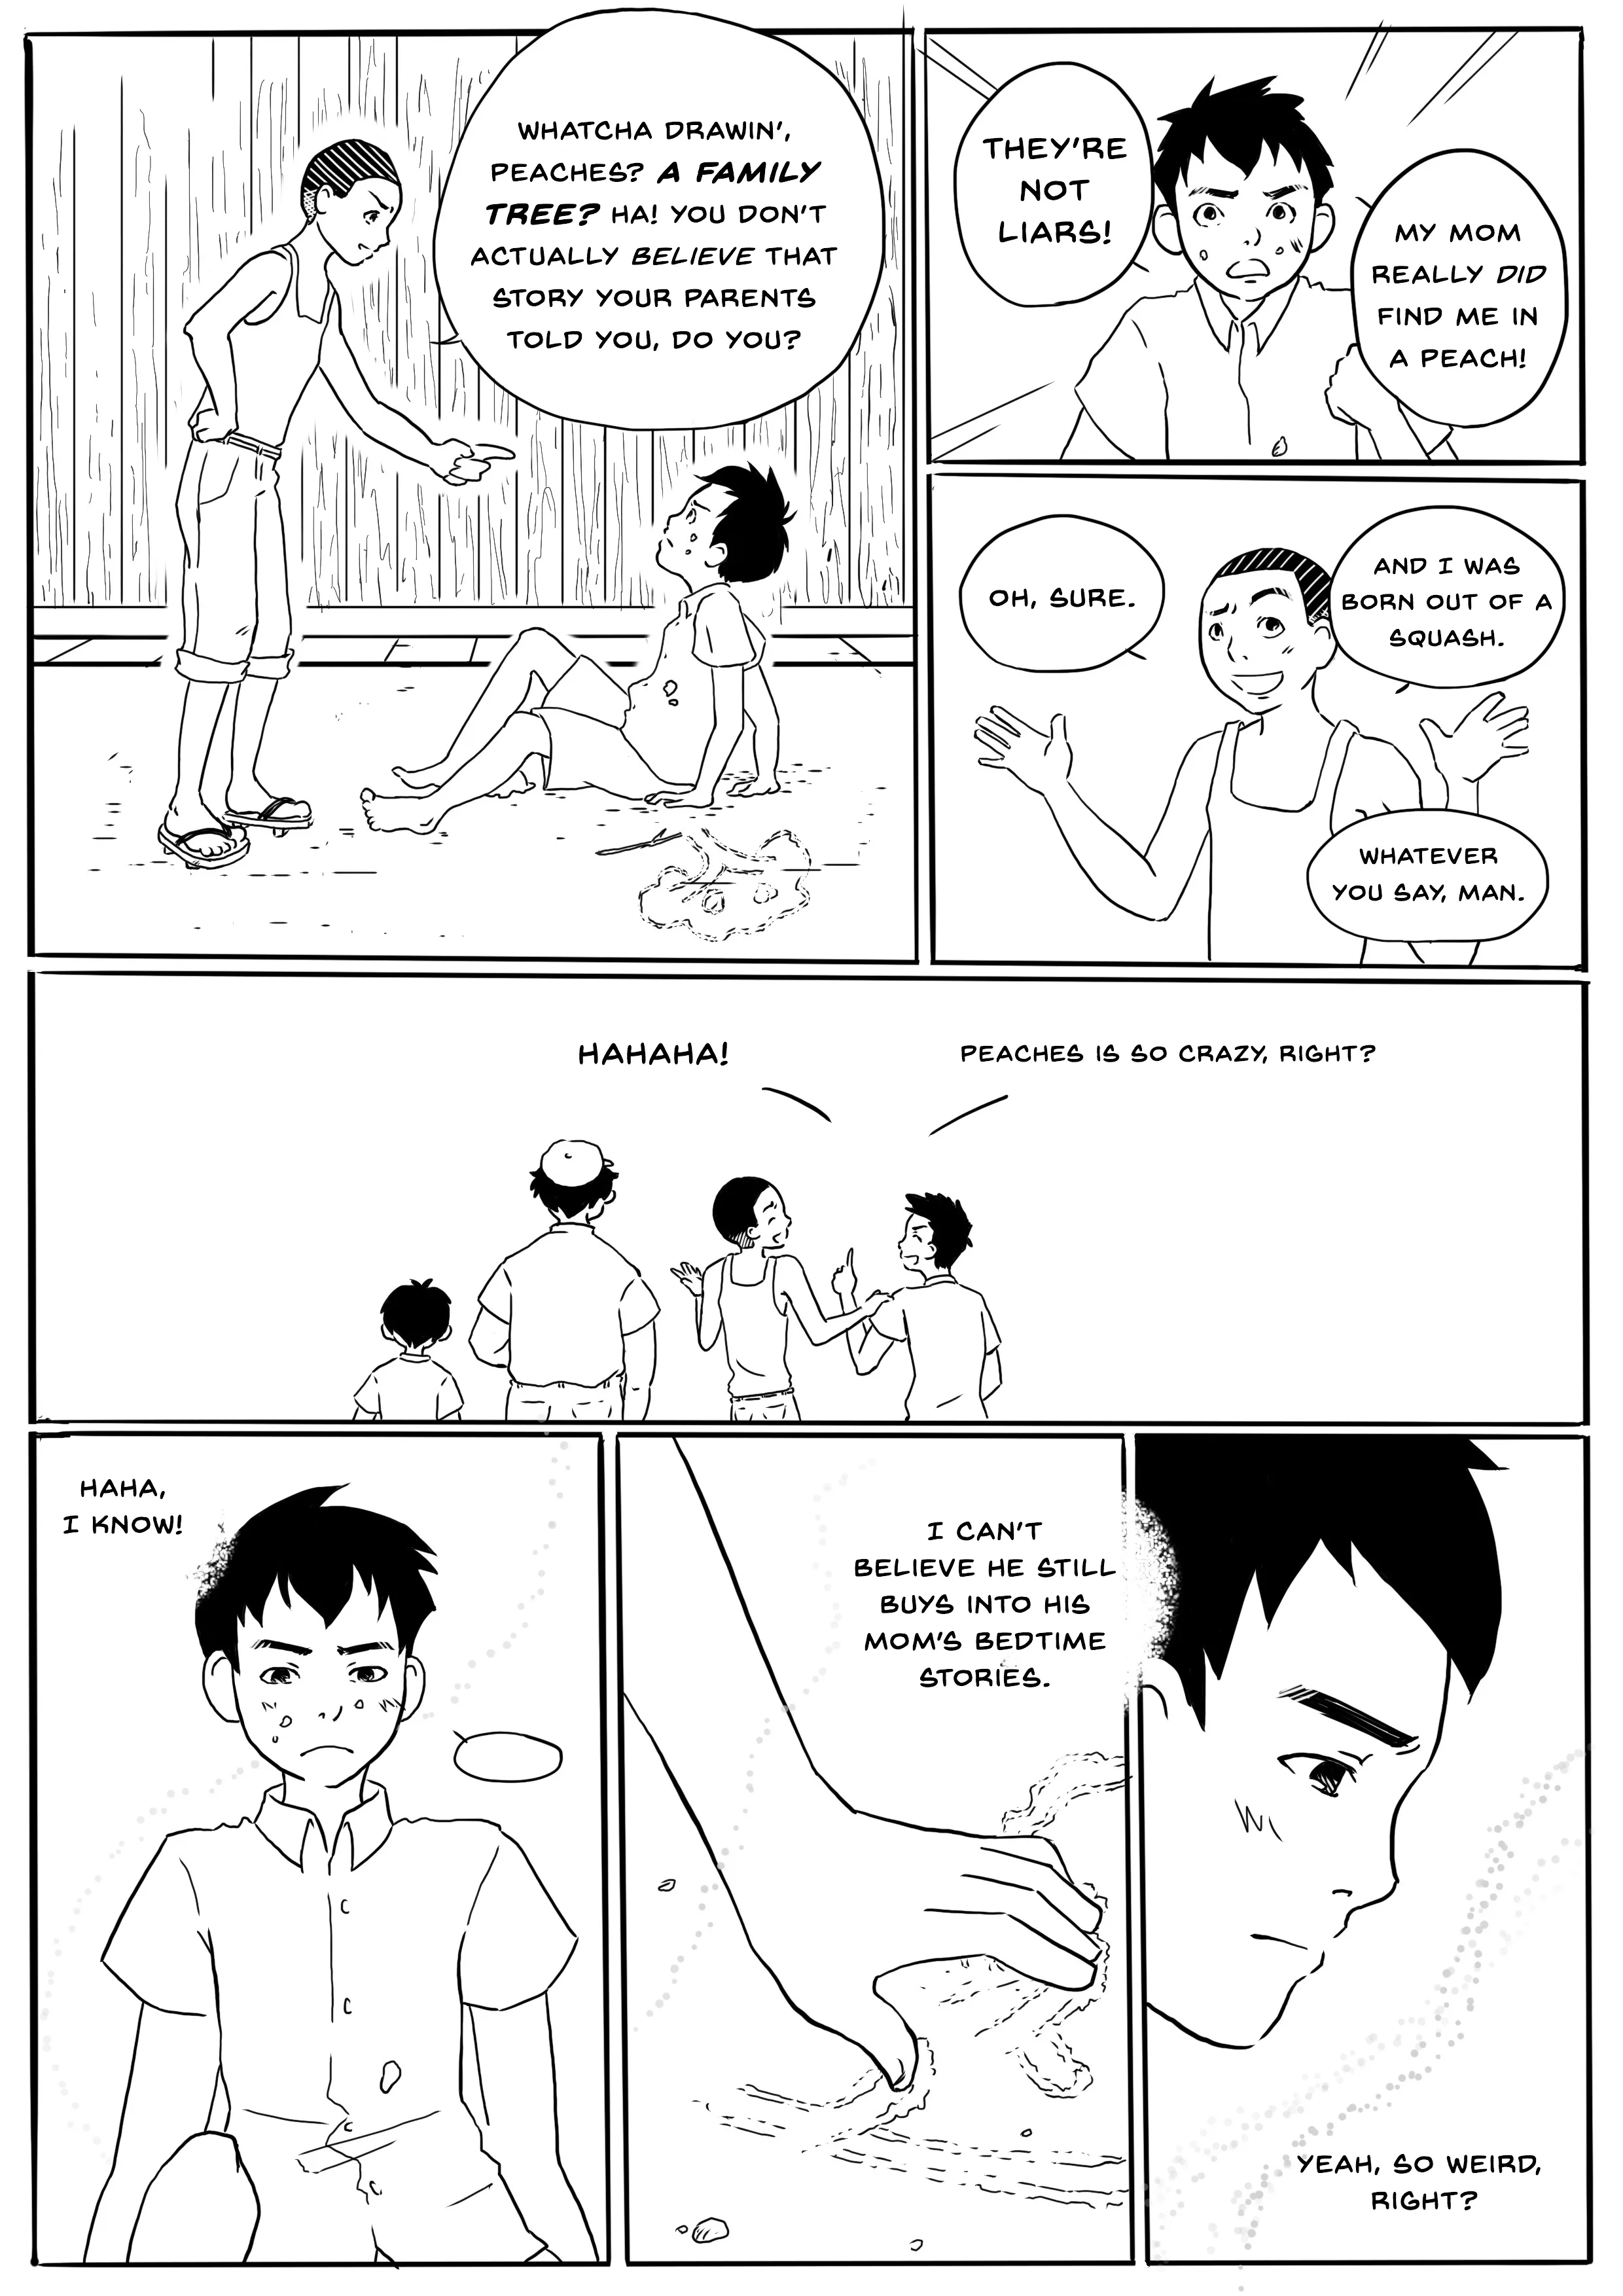 WHATCHA DRAWIN',
PEACHES? A FAMILY
TREE? HA! YOU DON'T
ACTUALLY BELIEVE THAT
STORY YOUR PARENTS
TOLD YOU, DO YOU?
THEY'RE
NOT
LIARS!
MY MOM
REALLY DID
FIND ME IN
A PEACH!
OH, SURE.
AND I WAS
BORN OUT OF A
SQUASH.
WHATEVER
YOU SAY, MAN.
HAHAHA!
PEACHES IS SO CRAZY, RIGHT?
HAHA,
I KNOW!
I CAN'T
BELIEVE HE STILL
BUYS INTO HIS
MOM'S BEDTIME
STORIES.
YEAH, SO WEIRD,
RIGHT?